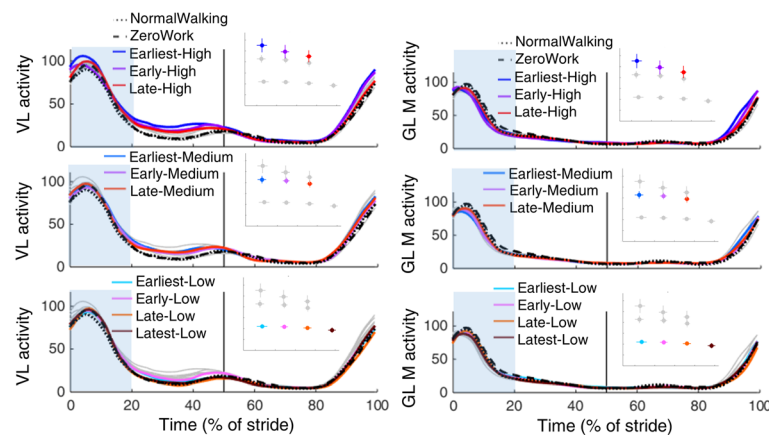 NormalWalking
ZeroWork
Earliest-High
Early-High
Late-High
VL activity
100
50
0
NormalWalking
ZeroWork
Earliest-High
Early-High
Late-High
GL M activity
100
50
0
Earliest-Medium
Early-Medium
Late-Medium
VL activity
100
50
0
Earliest-Medium
Early-Medium
Late-Medium
GL M activity
100
50
0
Earliest-Low
Early-Low
Late-Low
Latest-Low
VL activity
100
50
0
0 20 40 60 80 100
Time (% of stride)
Earliest-Low
Early-Low
Late-Low
Latest-Low
GL M activity
100
50
0
0 20 40 60 80 100
Time (% of stride)